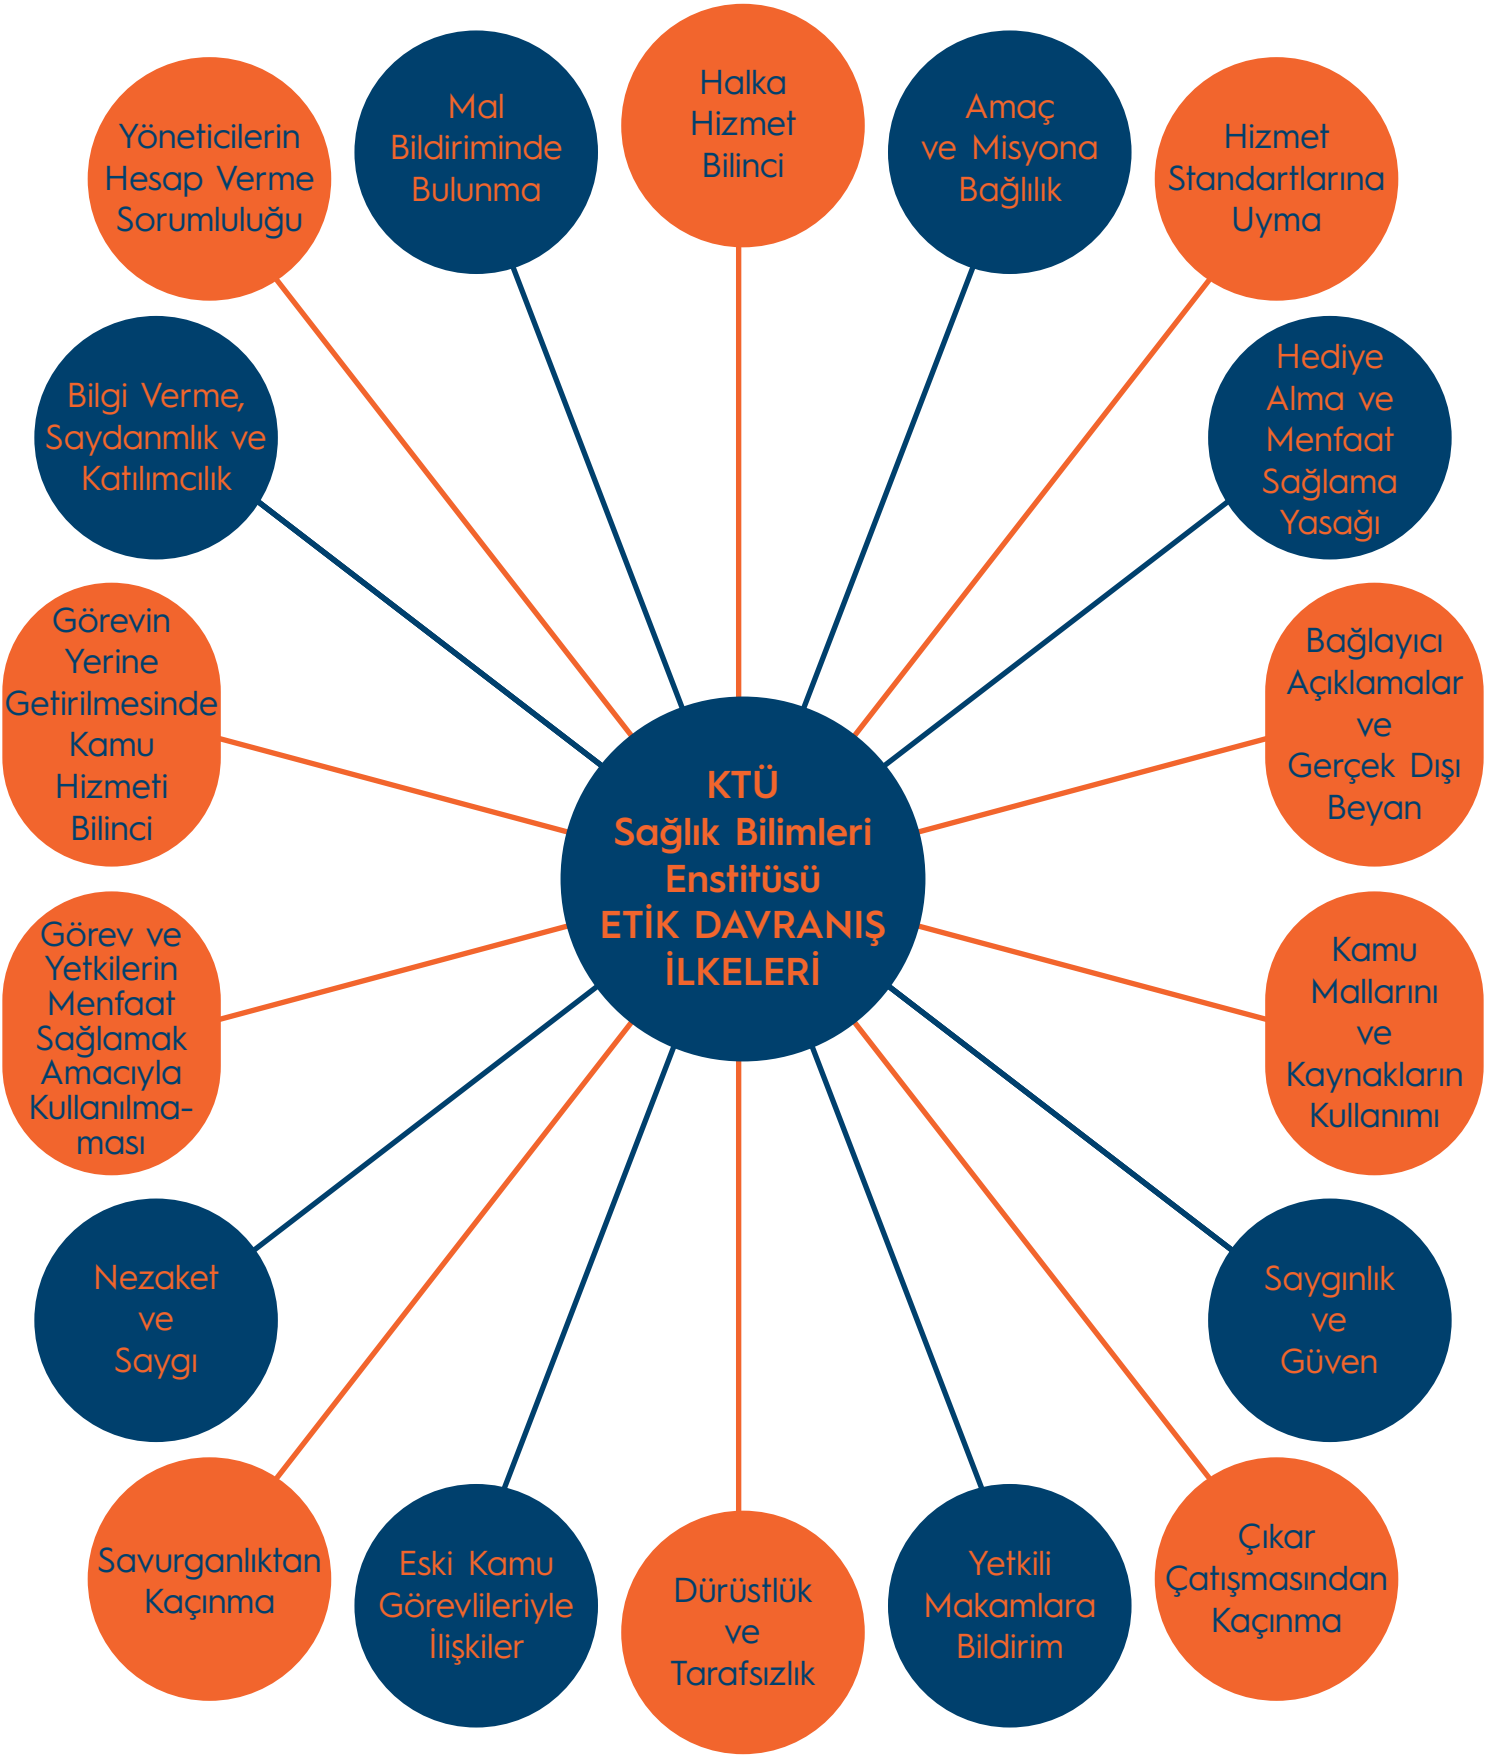 Halka
Hizmet
Bilinci
Amaç
ve Misyona
Bağlılık
Hizmet
Standartlarına
Uyma
Hediye
Alma ve
Menfaat
Sağlama
Yasağı
Bağlayıcı
Açıklamalar
ve
Gerçek Dışı
Beyan
Kamu
Mallarını
ve
Kaynakların
Kullanımı
Saygınlık
ve
Güven
Çıkar
Çatışmasından
Kaçınma
Yetkili
Makamlara
Bildirim
Dürüstlük
ve
Tarafsızlık
Eski Kamu
Görevlileriyle
İlişkiler
Savurganlıktan
Kaçınma
Nezaket
ve
Saygı
Görev ve
Yetkilerin
Menfaat
Sağlamak
Amacıyla
Kullanılma-
ması
Görevin
Yerine
Getirilmesinde
Kamu
Hizmeti
Bilinci
Bilgi Verme,
Saydanmlık ve
Katılımcılık
Yöneticilerin
Hesap Verme
Sorumluluğu
Mal
Bildiriminde
Bulunma
KTÜ
Sağlık Bilimleri
Enstitüsü
ETİK DAVRANIŞ
İLKELERİ